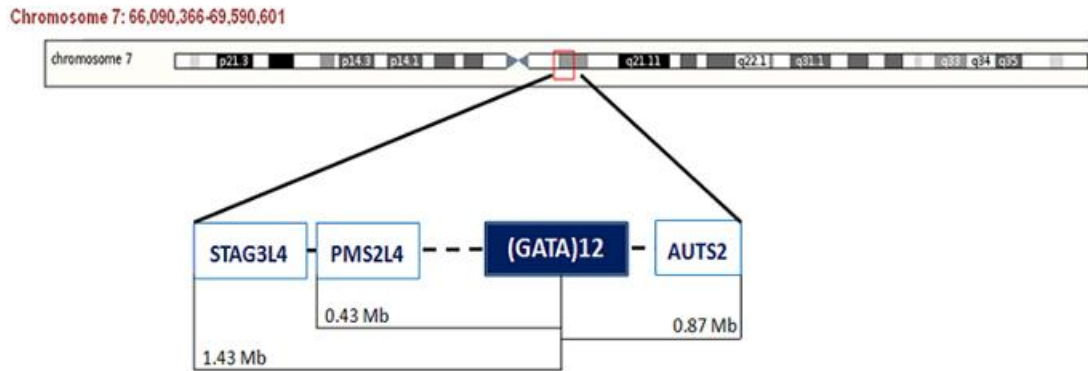 Chromosome 7: 66,090,366-69,590,601
chromosome 7 p21.3 p14.3 p14.1 q21.11 q22.1 q31.1 q33 q34 q35
STAG3L4 PMS2L4 (GATA)12 AUTS2
0.43 Mb 0.87 Mb
1.43 Mb